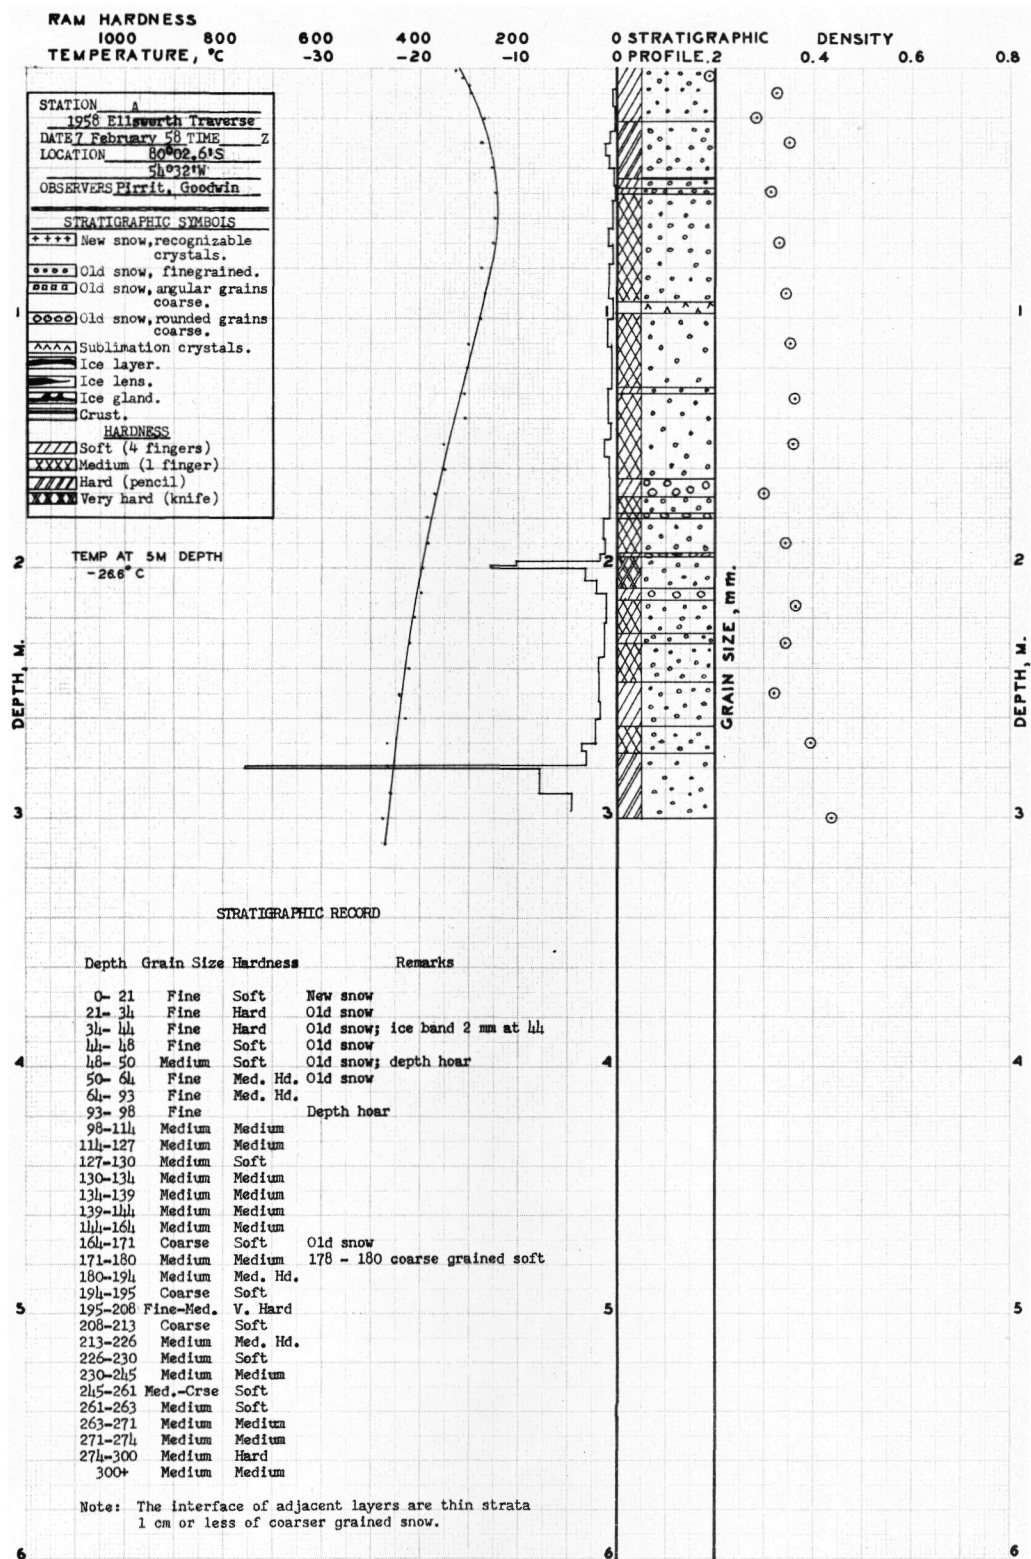 RAM HARDNESS
1000 800 600 400 200 0 STRATIGRAPHIC DENSITY
TEMPERATURE, °C -30 -20 -10 0 PROFILE .2 0.4 0.6 0.8
STATION A
1958 Ellsworth Traverse
DATE 7 February 58 TIME Z
LOCATION 80°02.6'S
54°32'W
OBSERVERS Pirrit, Goodwin
STRATIGRAPHIC SYMBOLS
New snow, recognizable
crystals.
Old snow, finegrained.
Old snow, angular grains
coarse.
Old snow, rounded grains
coarse.
Sublimation crystals.
Ice layer.
Ice lens.
Ice gland.
Crust.
HARDNESS
Soft (4 fingers)
Medium (1 finger)
Hard (pencil)
Very hard (knife)
1 1 1
TEMP AT 5M DEPTH
-26.6° C
2 2 2
DEPTH, M. GRAIN SIZE, mm. DEPTH, M.
3 3 3
STRATIGRAPHIC RECORD
Depth Grain Size Hardness Remarks
0- 21 Fine Soft New snow
21- 34 Fine Hard Old snow
34- 44 Fine Hard Old snow; ice band 2 mm at 44
44- 48 Fine Soft Old snow
4 48- 50 Medium Soft Old snow; depth hoar 4 4
50- 64 Fine Med. Hd. Old snow
64- 93 Fine Med. Hd.
93- 98 Fine Depth hoar
98-114 Medium Medium
114-127 Medium Medium
127-130 Medium Soft
130-134 Medium Medium
134-139 Medium Medium
139-144 Medium Medium
144-164 Medium Medium
164-171 Coarse Soft Old snow
171-180 Medium Medium 178 - 180 coarse grained soft
180-194 Medium Med. Hd.
194-195 Coarse Soft
5 195-208 Fine-Med. V. Hard 5 5
208-213 Coarse Soft
213-226 Medium Med. Hd.
226-230 Medium Soft
230-245 Medium Medium
245-261 Med.-Crse Soft
261-263 Medium Soft
263-271 Medium Medium
271-274 Medium Medium
274-300 Medium Hard
300+ Medium Medium
Note: The interface of adjacent layers are thin strata
1 cm or less of coarser grained snow.
6 6 6